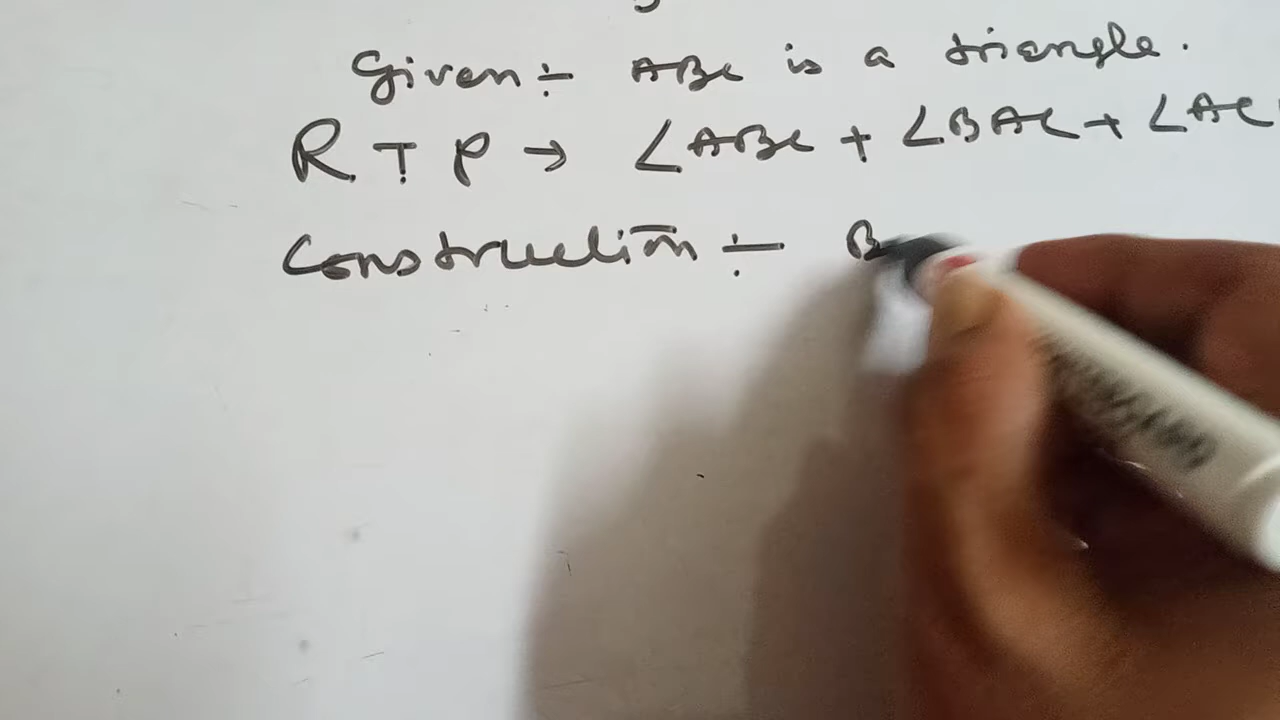 Given ÷ ABC is a triangle.
RTP → ∠ABC + ∠BAC + ∠AC
Construction ÷ B